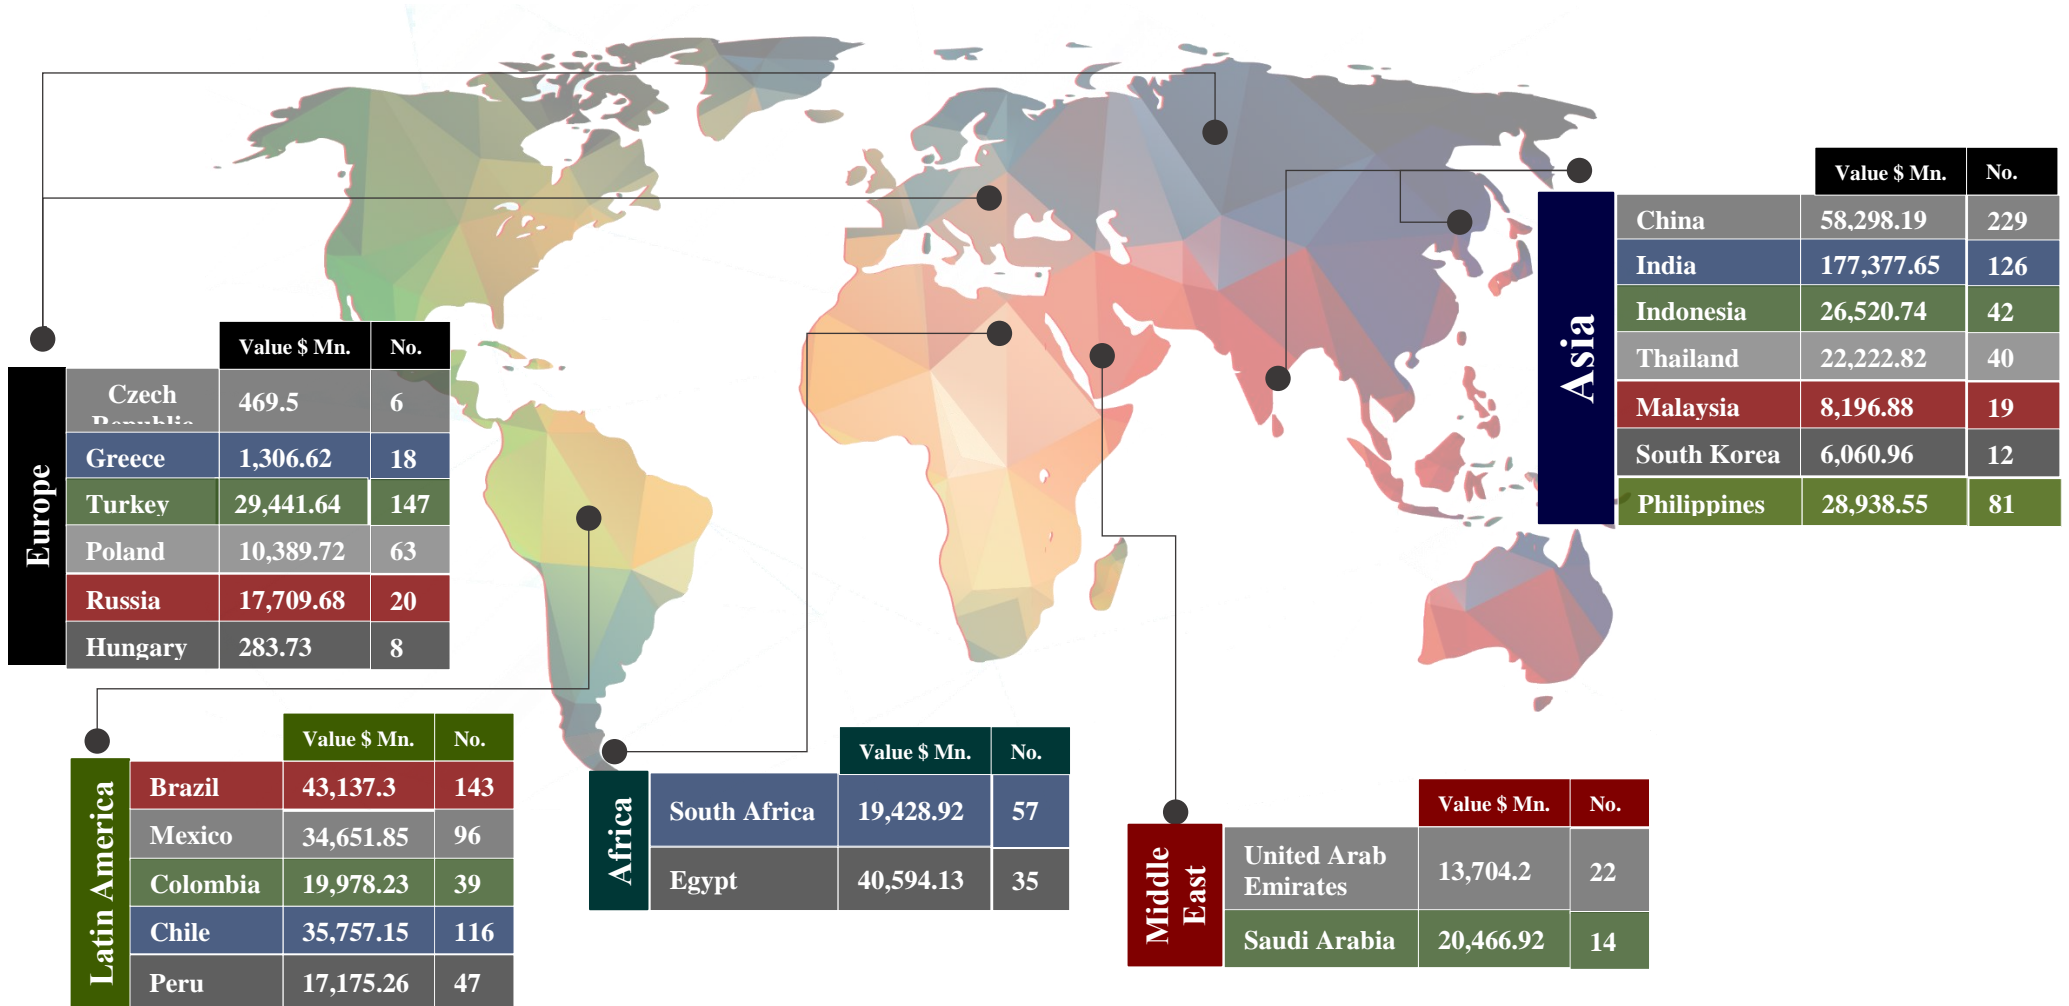 Value $ Mn. No.
Asia
China 58,298.19 229
India 177,377.65 126
Indonesia 26,520.74 42
Thailand 22,222.82 40
Malaysia 8,196.88 19
South Korea 6,060.96 12
Philippines 28,938.55 81
Value $ Mn. No.
Europe
Czech
Republic
469.5 6
Greece 1,306.62 18
Turkey 29,441.64 147
Poland 10,389.72 63
Russia 17,709.68 20
Hungary 283.73 8
Value $ Mn. No.
Latin America
Brazil 43,137.3 143
Mexico 34,651.85 96
Colombia 19,978.23 39
Chile 35,757.15 116
Peru 17,175.26 47
Value $ Mn. No.
Africa
South Africa 19,428.92 57
Egypt 40,594.13 35
Value $ Mn. No.
Middle
East
United Arab
Emirates
13,704.2 22
Saudi Arabia 20,466.92 14